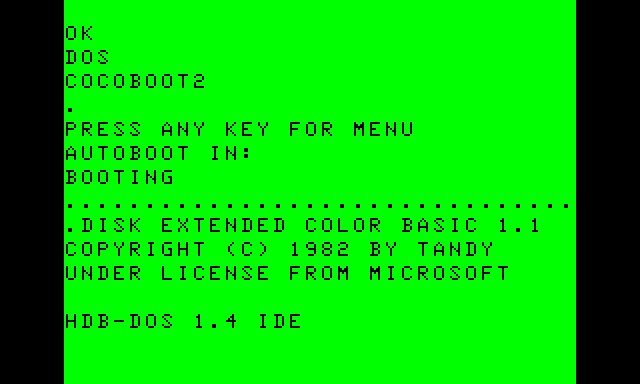 OK
DOS
COCOBOOT2
.
PRESS ANY KEY FOR MENU
AUTOBOOT IN:
BOOTING
................................
.DISK EXTENDED COLOR BASIC 1.1
COPYRIGHT (C) 1982 BY TANDY
UNDER LICENSE FROM MICROSOFT
HDB-DOS 1.4 IDE